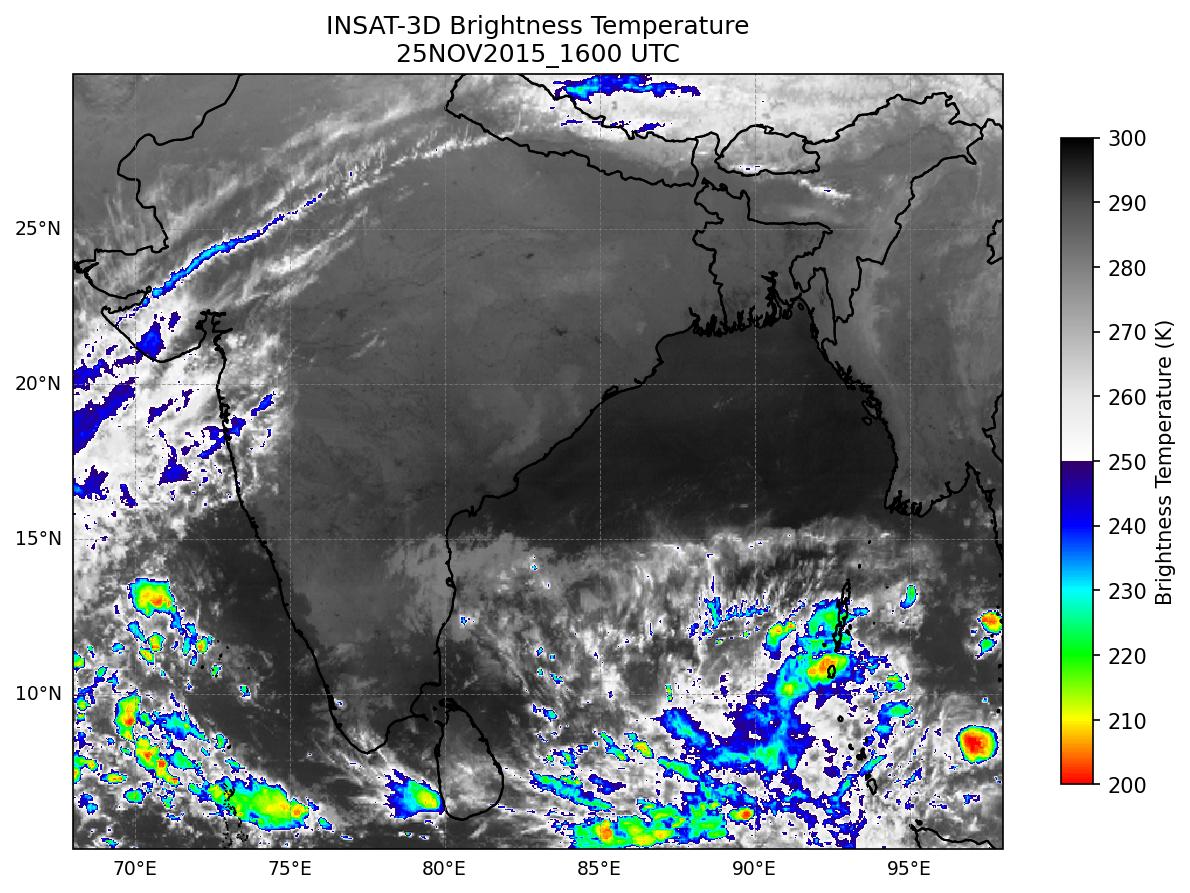 INSAT-3D Brightness Temperature
25NOV2015_1600 UTC
25°N
20°N
15°N
10°N
70°E
75°E
80°E
85°E
90°E
95°E
300
290
280
270
260
250
240
230
220
210
200
Brightness Temperature (K)